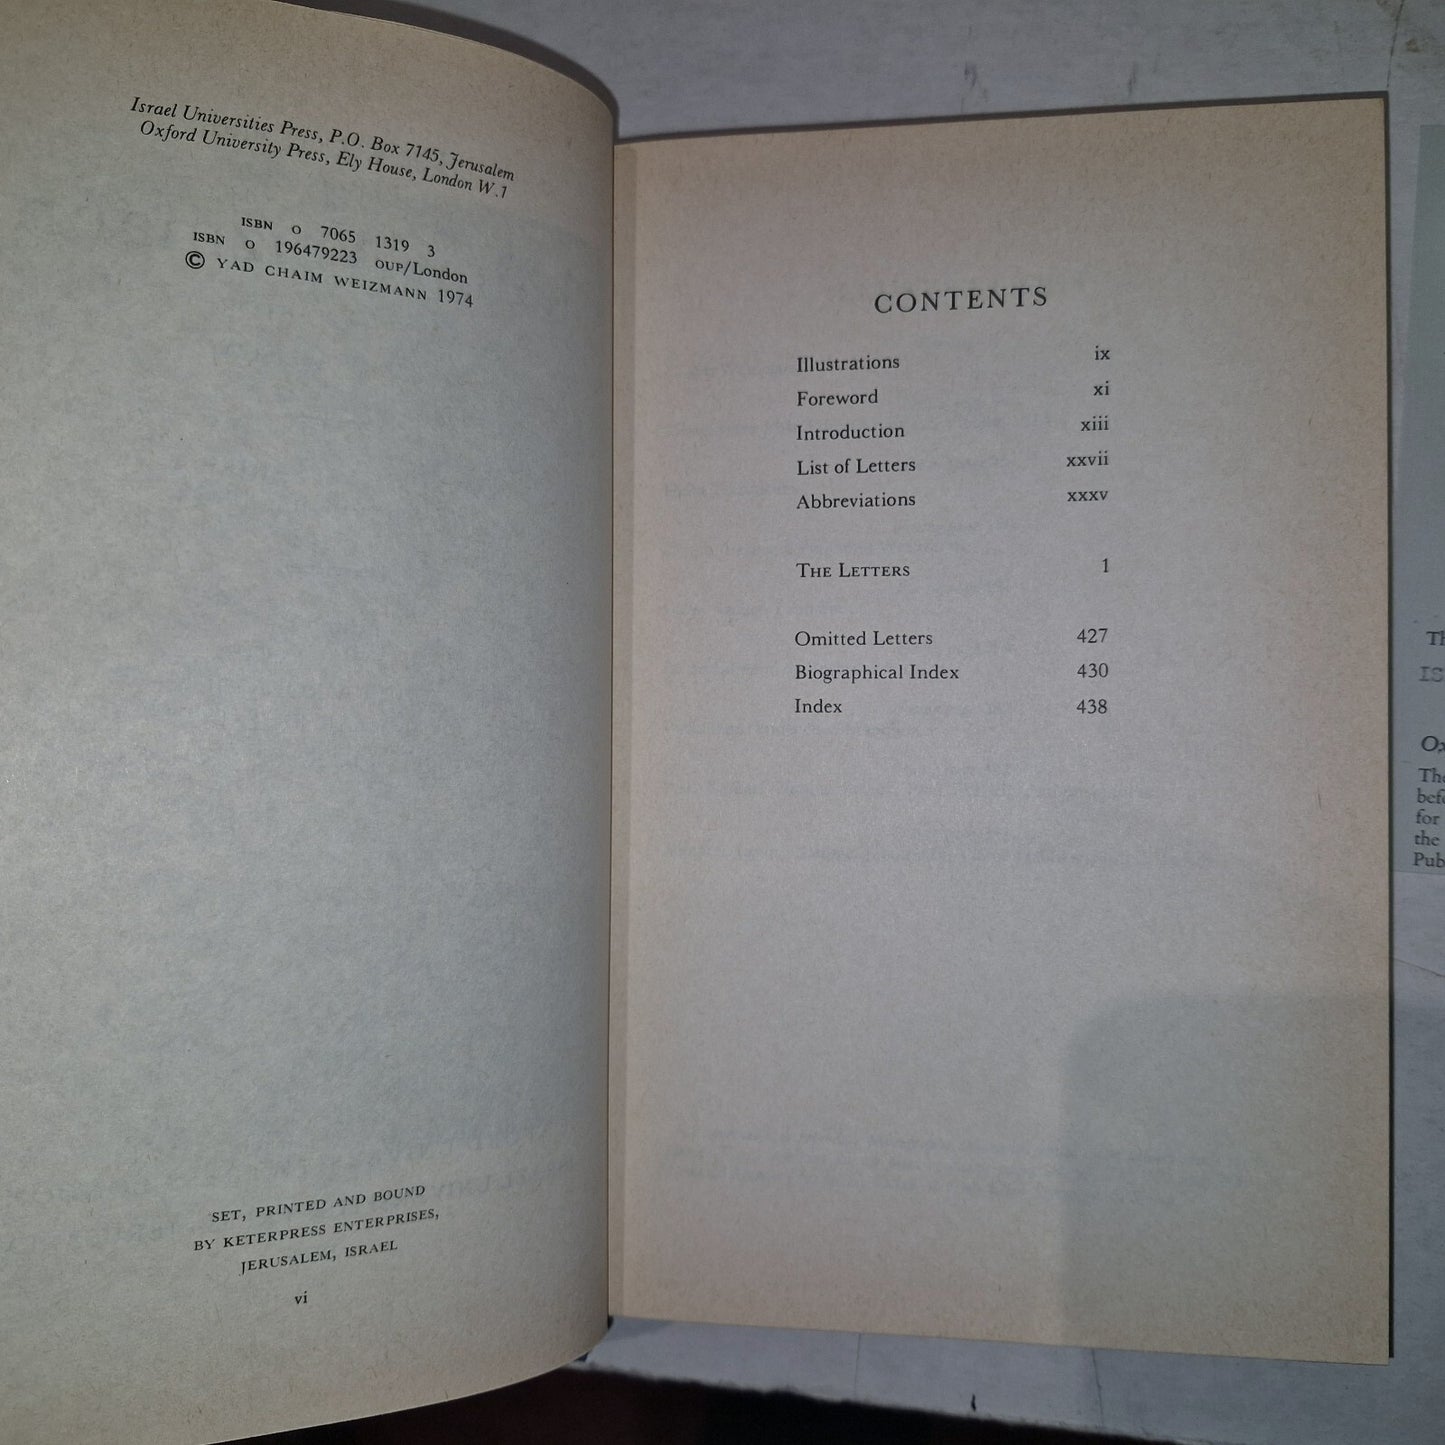 Israel Universities Press, P.O. Box 7145, Jerusalem
Oxford University Press, Ely House, London W.1
ISBN 0 7065 1319 3
ISBN 0 196479223 OUP/London
© YAD CHAIM WEIZMANN 1974
SET, PRINTED AND BOUND
BY KETERPRESS ENTERPRISES,
JERUSALEM, ISRAEL
vi
CONTENTS
Illustrations ix
Foreword xi
Introduction xiii
List of Letters xxvii
Abbreviations xxxv
THE LETTERS 1
Omitted Letters 427
Biographical Index 430
Index 438
for
the